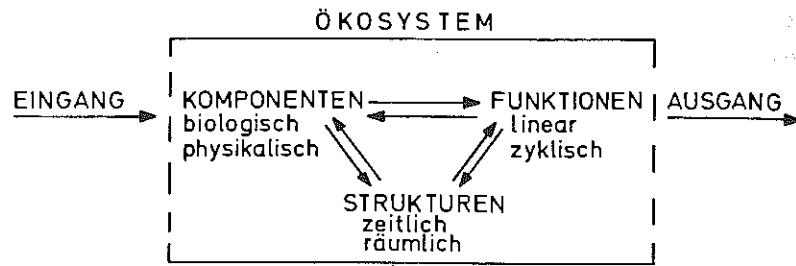 ÖKOSYSTEM
EINGANG KOMPONENTEN FUNKTIONEN AUSGANG
biologisch linear
physikalisch zyklisch
STRUKTUREN
zeitlich
räumlich